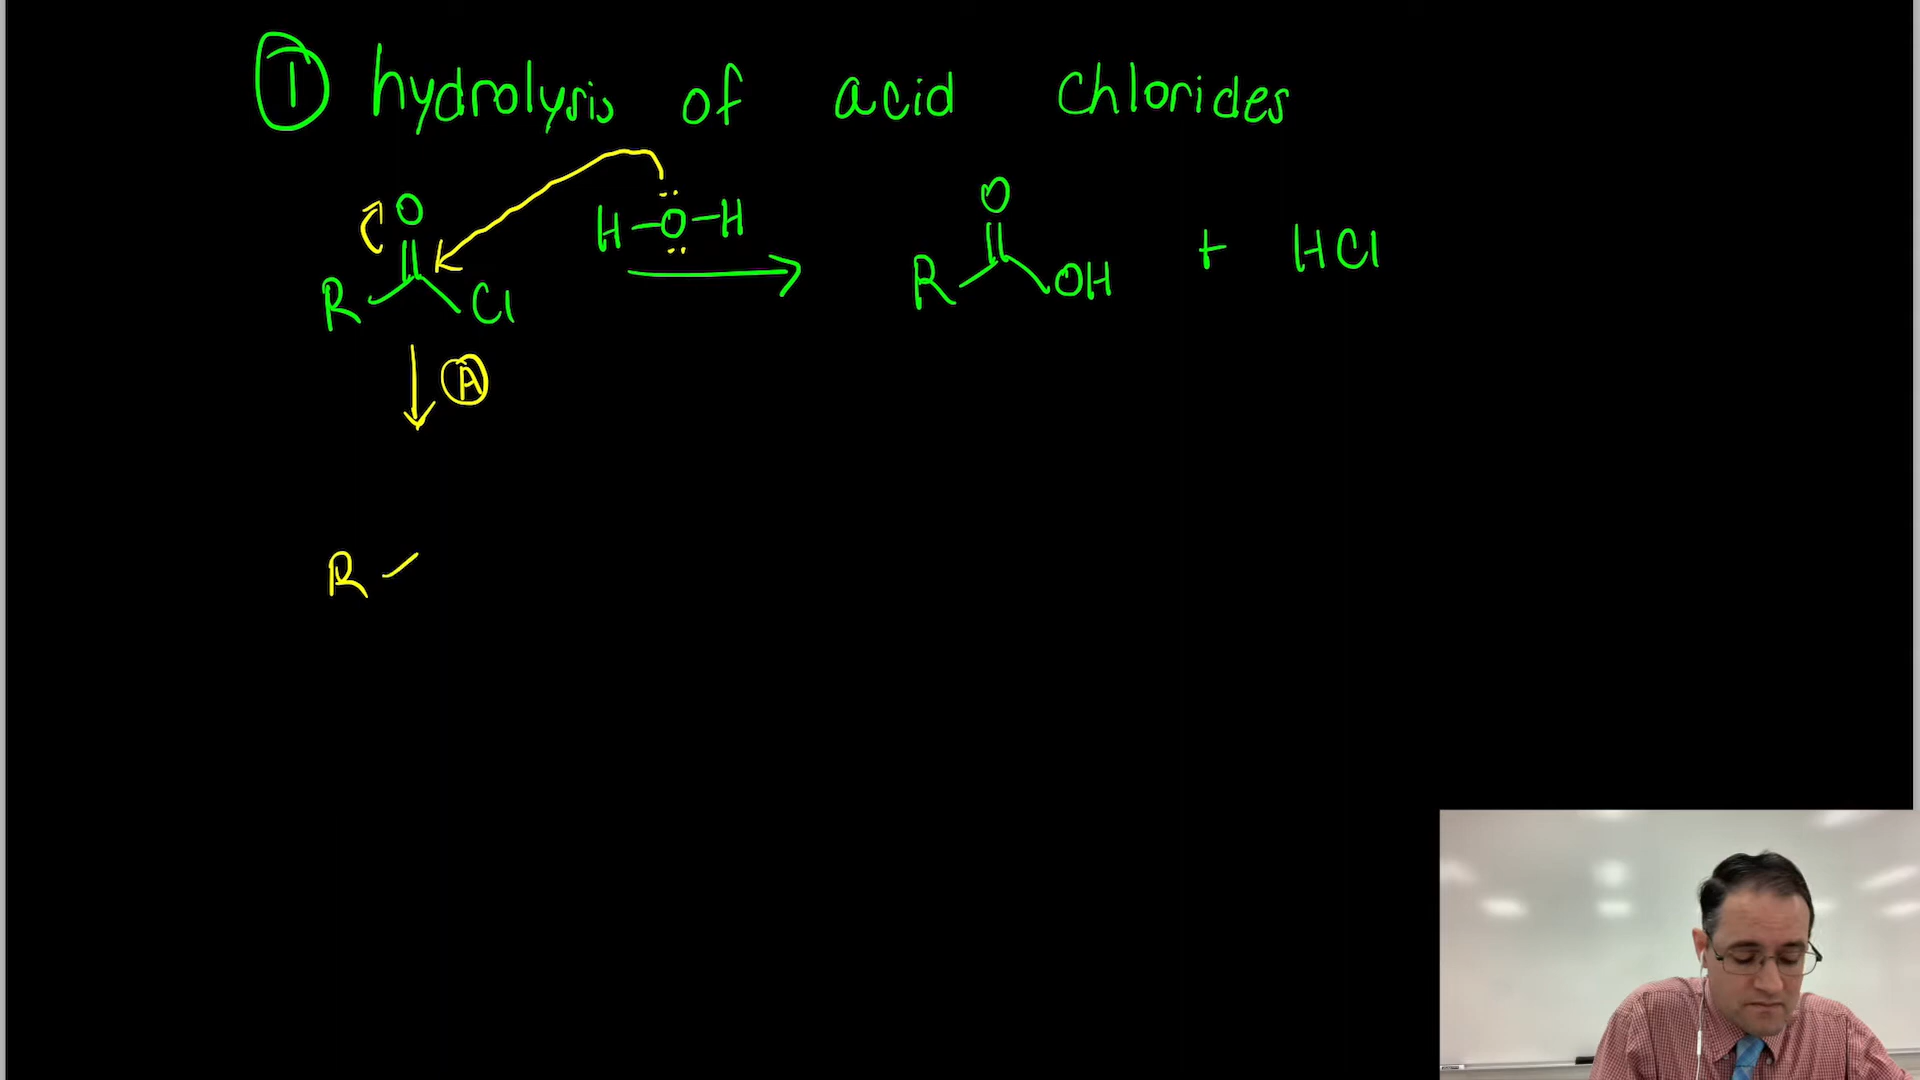 ① hydrolysis of acid chlorides
O
R Cl
H-O-H
O
R OH + HCl
Ⓐ
R